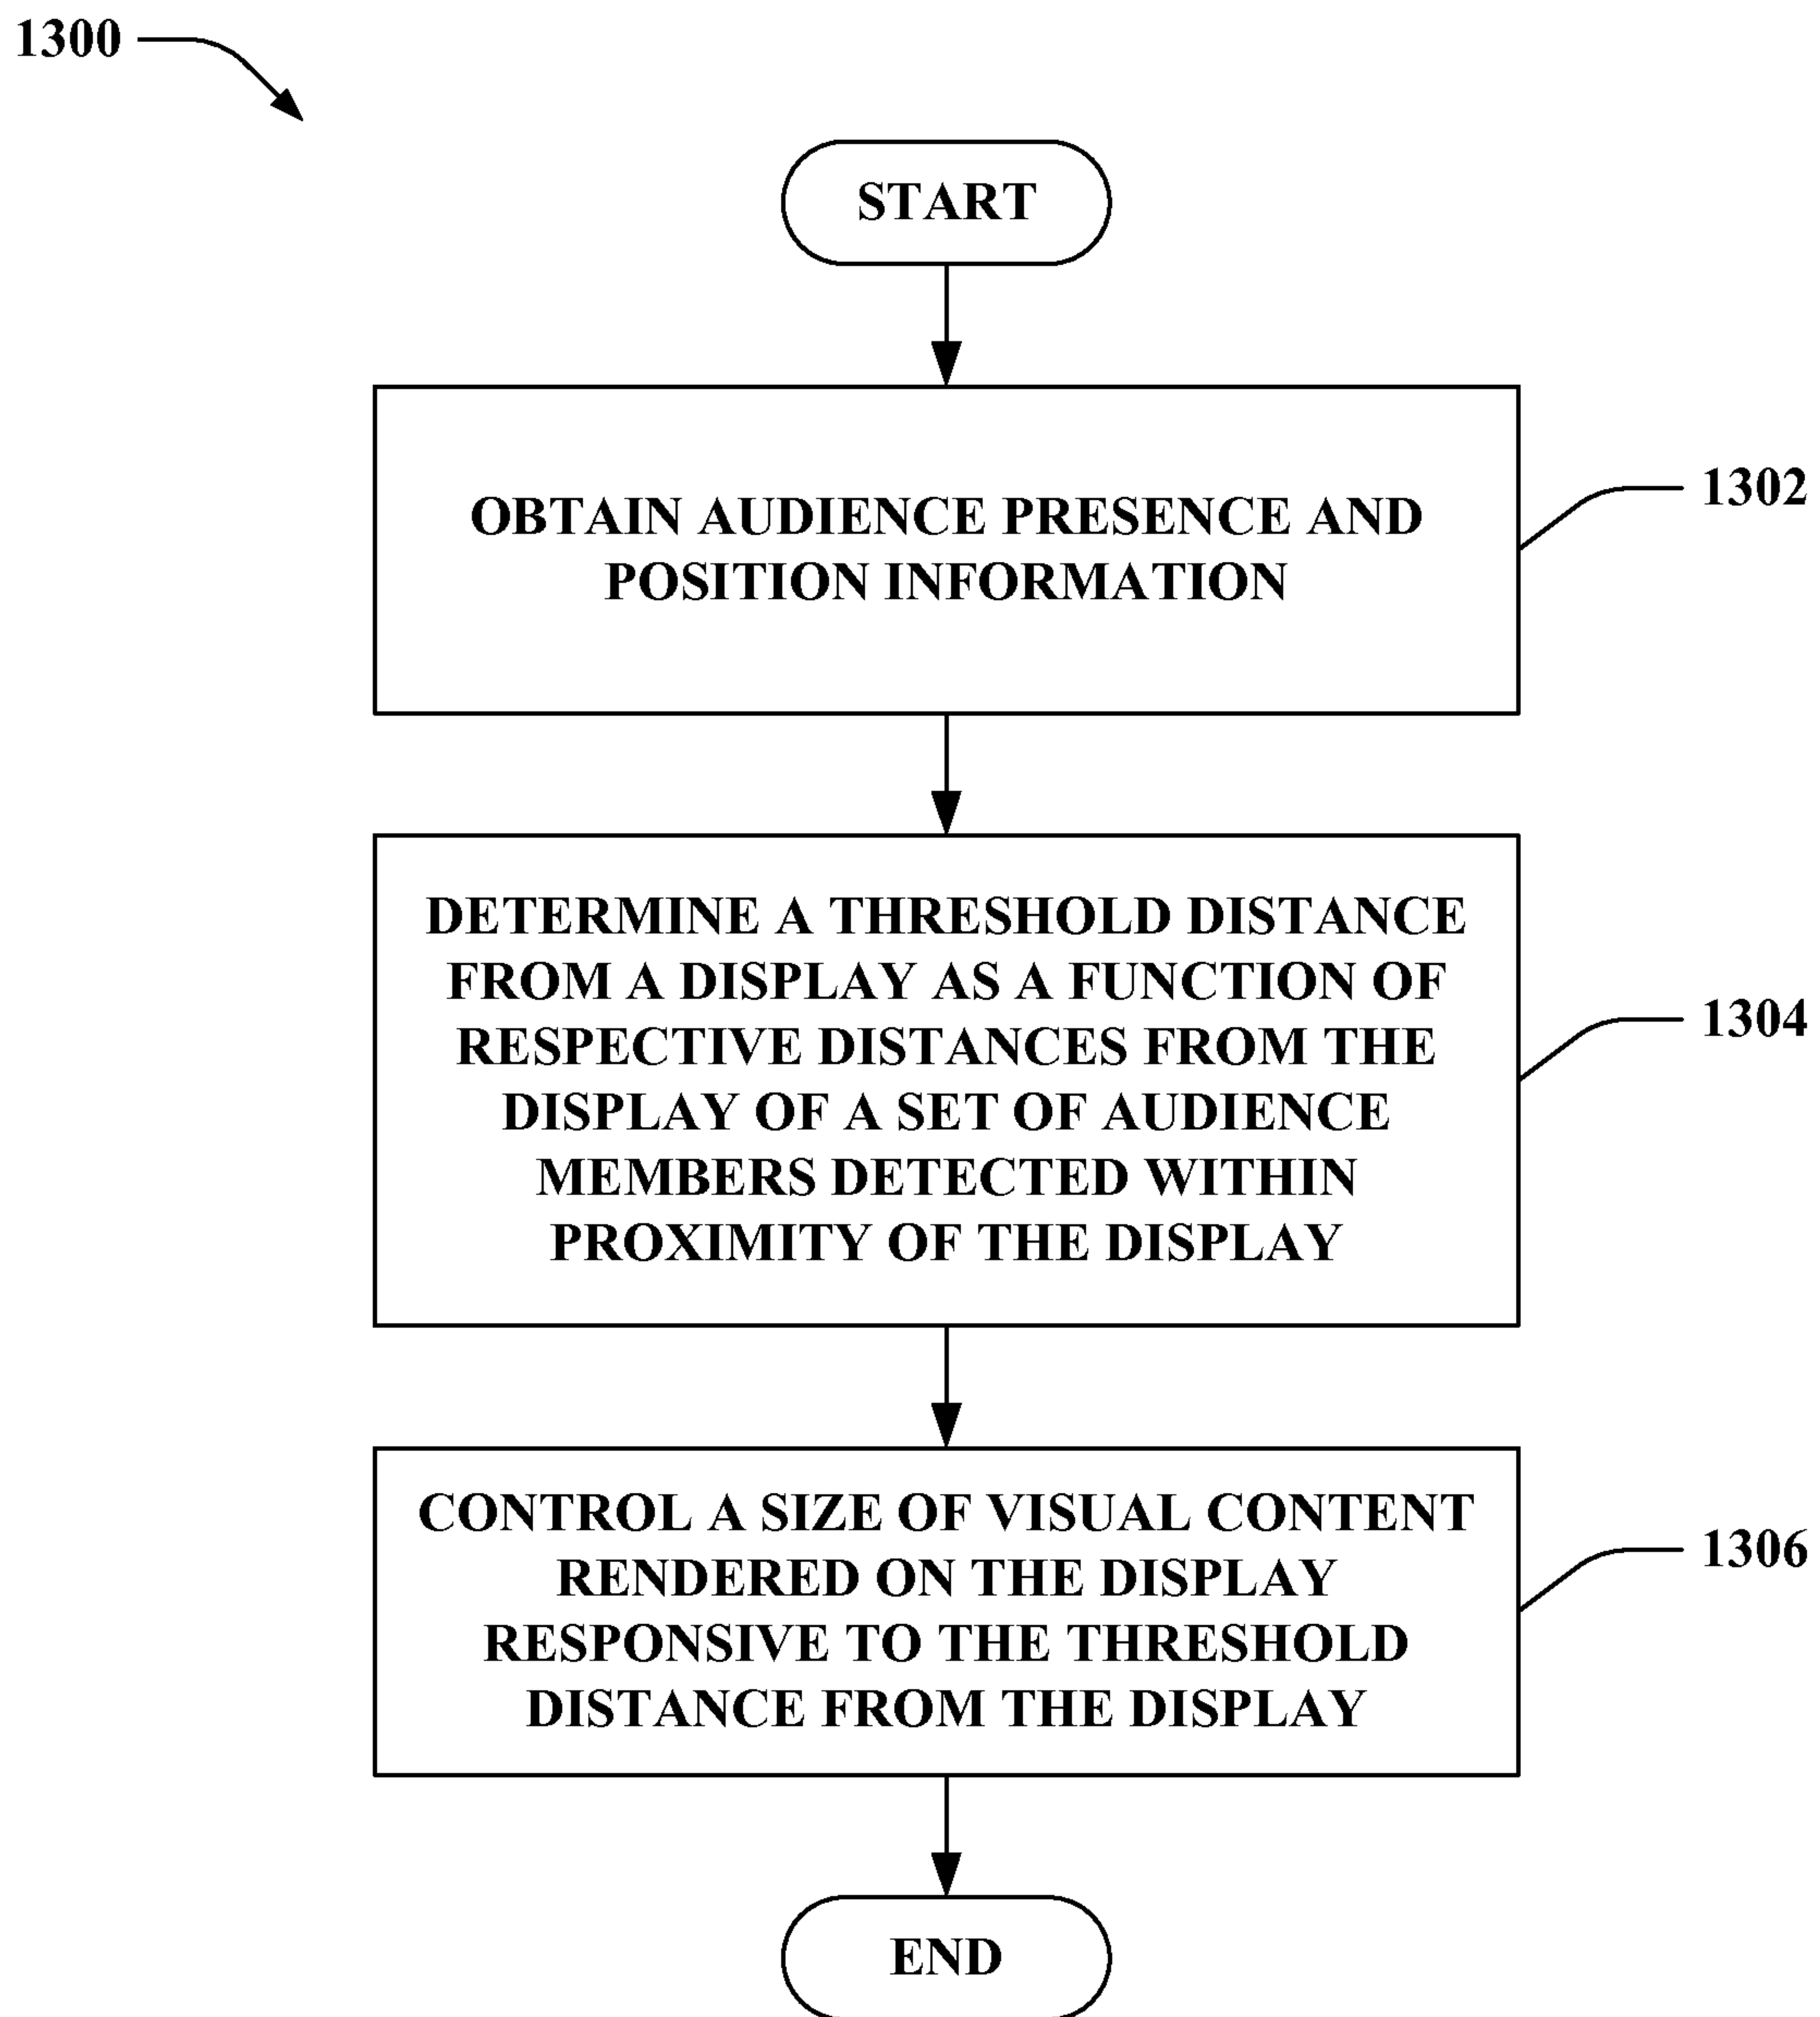 1300
START
OBTAIN AUDIENCE PRESENCE AND
POSITION INFORMATION
1302
DETERMINE A THRESHOLD DISTANCE
FROM A DISPLAY AS A FUNCTION OF
RESPECTIVE DISTANCES FROM THE
DISPLAY OF A SET OF AUDIENCE
MEMBERS DETECTED WITHIN
PROXIMITY OF THE DISPLAY
1304
CONTROL A SIZE OF VISUAL CONTENT
RENDERED ON THE DISPLAY
RESPONSIVE TO THE THRESHOLD
DISTANCE FROM THE DISPLAY
1306
END